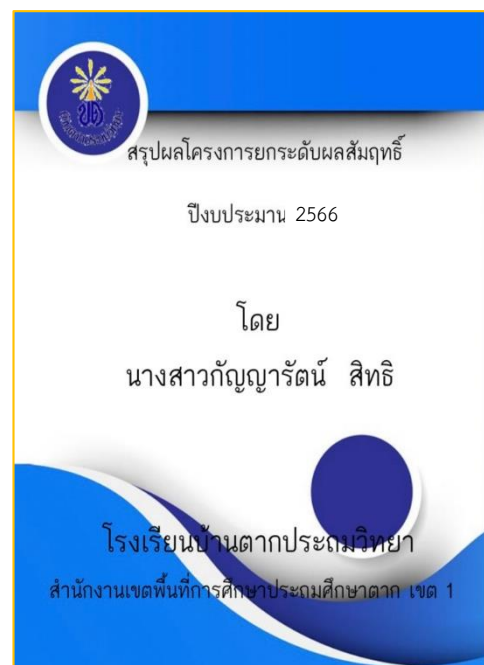 สรุปผลโครงการยกระดับผลสัมฤทธิ์
ปีงบประมาน 2566
โดย
นางสาวกัญญารัตน์ สิทธิ
โรงเรียนบ้านตากประถมวิทยา
สำนักงานเขตพื้นที่การศึกษาประถมศึกษาตาก เขต 1